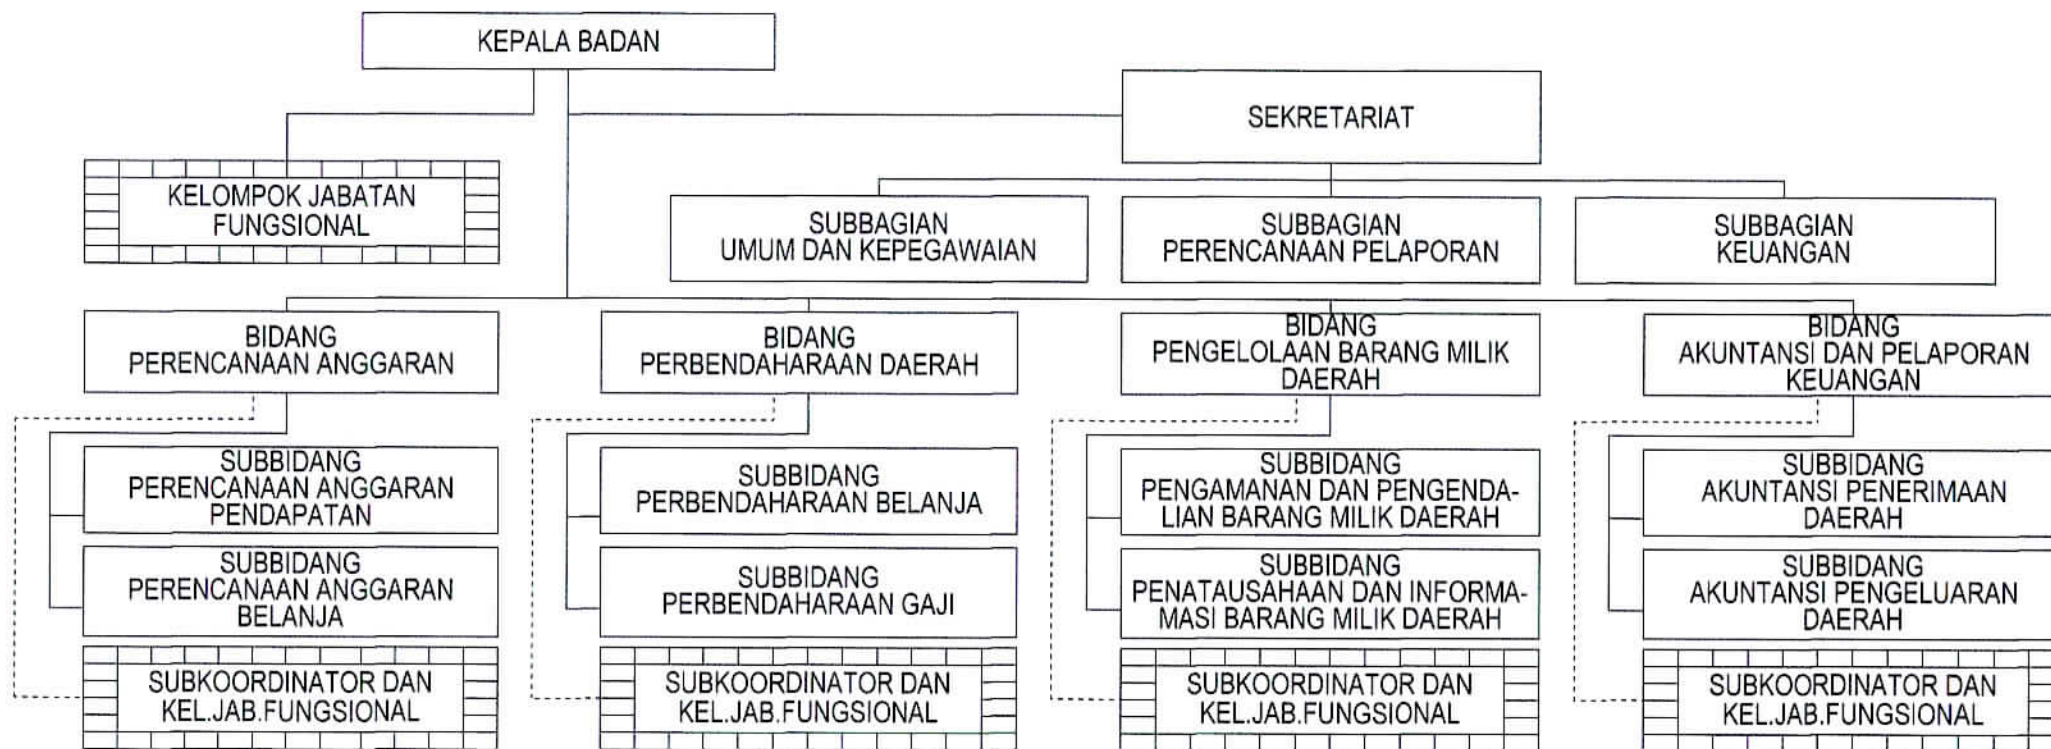 KEPALA BADAN
SEKRETARIAT
KELOMPOK JABATAN
FUNGSIONAL
SUBBAGIAN
UMUM DAN KEPEGAWAIAN
SUBBAGIAN
PERENCANAAN PELAPORAN
SUBBAGIAN
KEUANGAN
BIDANG
PERENCANAAN ANGGARAN
BIDANG
PERBENDAHARAAN DAERAH
BIDANG
PENGELOLAAN BARANG MILIK
DAERAH
BIDANG
AKUNTANSI DAN PELAPORAN
KEUANGAN
SUBBIDANG
PERENCANAAN ANGGARAN
PENDAPATAN
SUBBIDANG
PERBENDAHARAAN BELANJA
SUBBIDANG
PENGAMANAN DAN PENGENDA-
LIAN BARANG MILIK DAERAH
SUBBIDANG
AKUNTANSI PENERIMAAN
DAERAH
SUBBIDANG
PERENCANAAN ANGGARAN
BELANJA
SUBBIDANG
PERBENDAHARAAN GAJI
SUBBIDANG
PENATAUSAHAAN DAN INFORMA-
MASI BARANG MILIK DAERAH
SUBBIDANG
AKUNTANSI PENGELUARAN
DAERAH
SUBKOORDINATOR DAN
KEL.JAB.FUNGSIONAL
SUBKOORDINATOR DAN
KEL.JAB.FUNGSIONAL
SUBKOORDINATOR DAN
KEL.JAB.FUNGSIONAL
SUBKOORDINATOR DAN
KEL.JAB.FUNGSIONAL